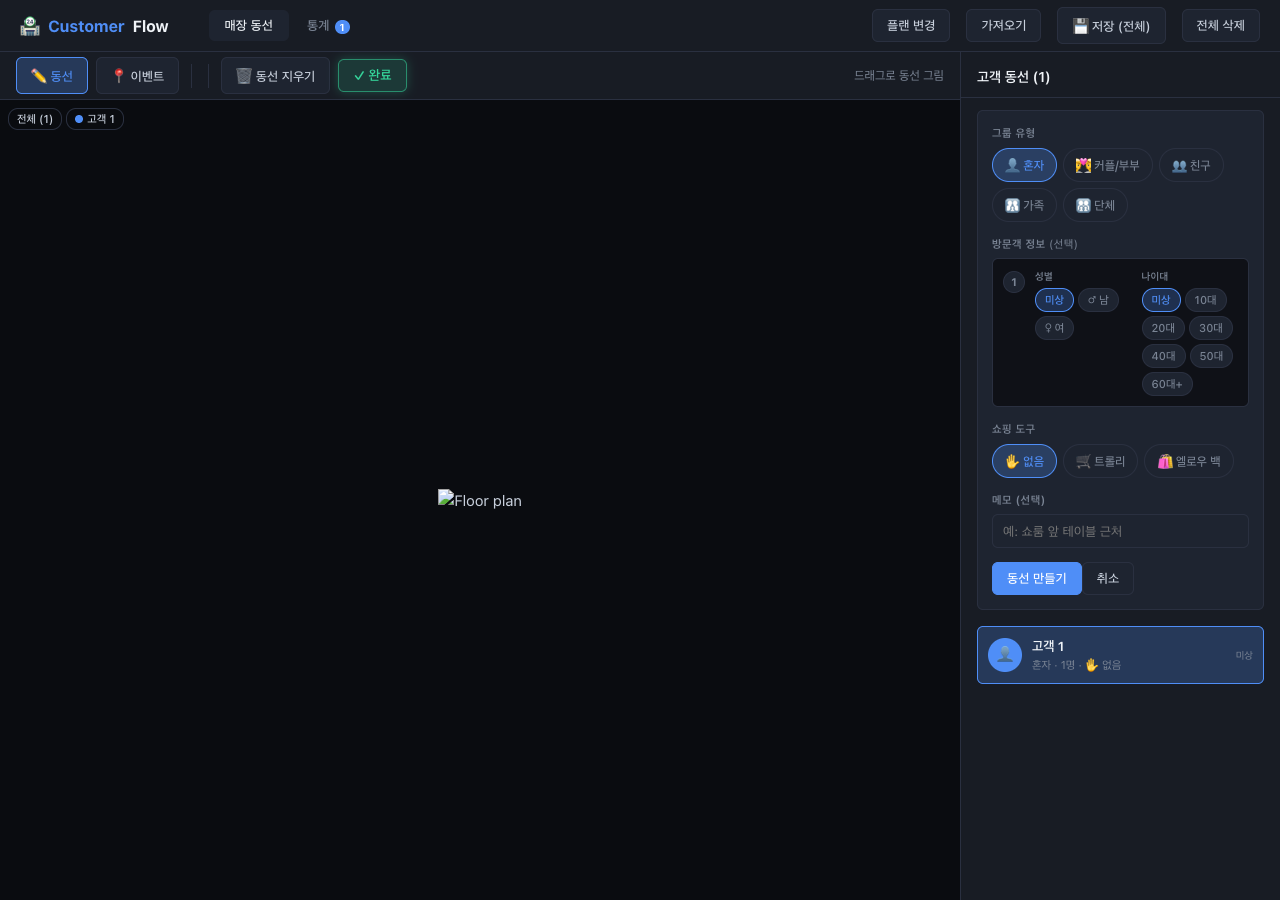 Customer Flow
매장 동선
통계 1
플랜 변경
가져오기
저장 (전체)
전체 삭제
동선
이벤트
동선 지우기
✓ 완료
드래그로 동선 그림
전체 (1)
고객 1
Floor plan
고객 동선 (1)
그룹 유형
혼자
커플/부부
친구
가족
단체
방문객 정보 (선택)
1
성별
미상
♂ 남
♀ 여
나이대
미상
10대
20대
30대
40대
50대
60대+
쇼핑 도구
없음
트롤리
옐로우 백
메모 (선택)
예: 쇼룸 앞 테이블 근처
동선 만들기
취소
고객 1
혼자 · 1명 · 없음
미상